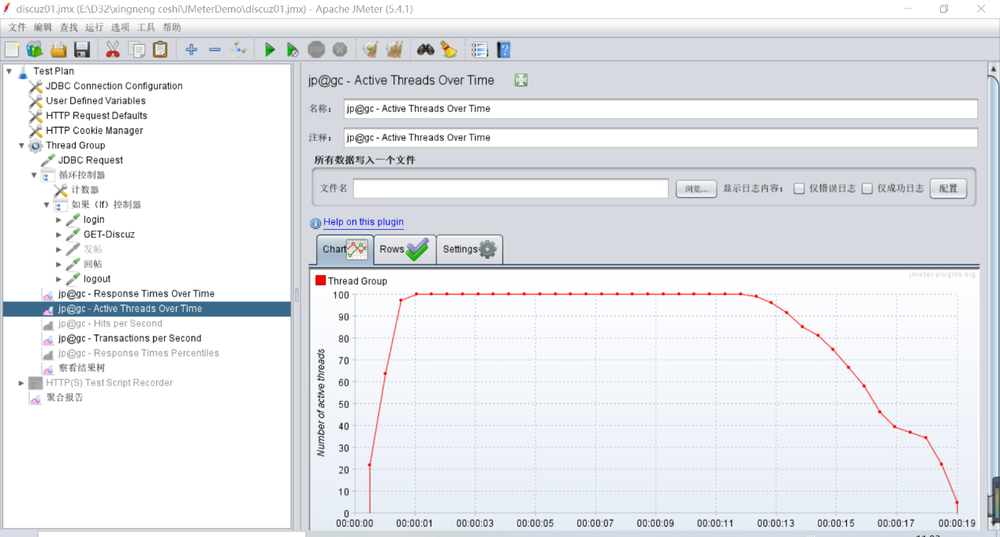 discuz01.jmx (E:\D32\xingneng ceshi\JMeterDemo\discuz01.jmx) - Apache JMeter (5.4.1)
文件 编辑 查找 运行 选项 工具 帮助
Test Plan
JDBC Connection Configuration
User Defined Variables
HTTP Request Defaults
HTTP Cookie Manager
Thread Group
JDBC Request
循环控制器
计数器
如果（If）控制器
login
GET-Discuz
发帖
回帖
logout
jp@gc - Response Times Over Time
jp@gc - Active Threads Over Time
jp@gc - Hits per Second
jp@gc - Transactions per Second
jp@gc - Response Times Percentiles
察看结果树
HTTP(S) Test Script Recorder
聚合报告
jp@gc - Active Threads Over Time
名称： jp@gc - Active Threads Over Time
注释： jp@gc - Active Threads Over Time
所有数据写入一个文件
文件名 浏览... 显示日志内容： 仅错误日志 仅成功日志 配置
Help on this plugin
Chart Rows Settings
jmeter-plugins.org
Thread Group
100
90
80
70
60
50
40
30
20
10
0
Number of active threads
00:00:00 00:00:01 00:00:03 00:00:04 00:00:05 00:00:07 00:00:09 00:00:11 00:00:13 00:00:15 00:00:17 00:00:19